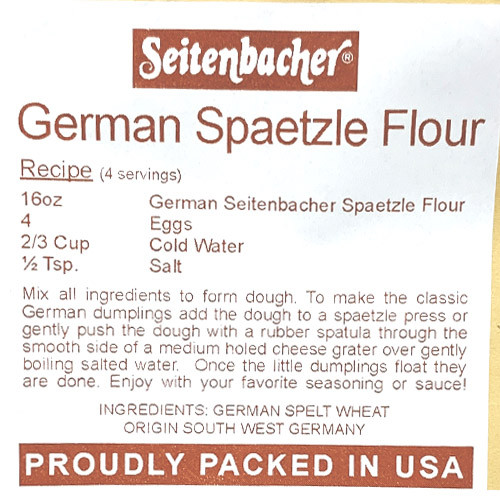 Seitenbacher®
German Spaetzle Flour
Recipe (4 servings)
16oz German Seitenbacher Spaetzle Flour
4 Eggs
2/3 Cup Cold Water
½ Tsp. Salt
Mix all ingredients to form dough. To make the classic
German dumplings add the dough to a spaetzle press or
gently push the dough with a rubber spatula through the
smooth side of a medium holed cheese grater over gently
boiling salted water. Once the little dumplings float they
are done. Enjoy with your favorite seasoning or sauce!
INGREDIENTS: GERMAN SPELT WHEAT
ORIGIN SOUTH WEST GERMANY
PROUDLY PACKED IN USA